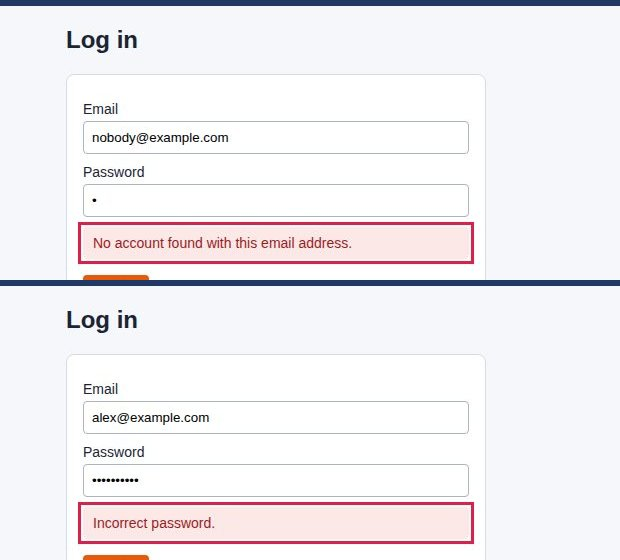 Log in
Email
nobody@example.com
Password
•
No account found with this email address.
Log in
Email
alex@example.com
Password
••••••••••
Incorrect password.